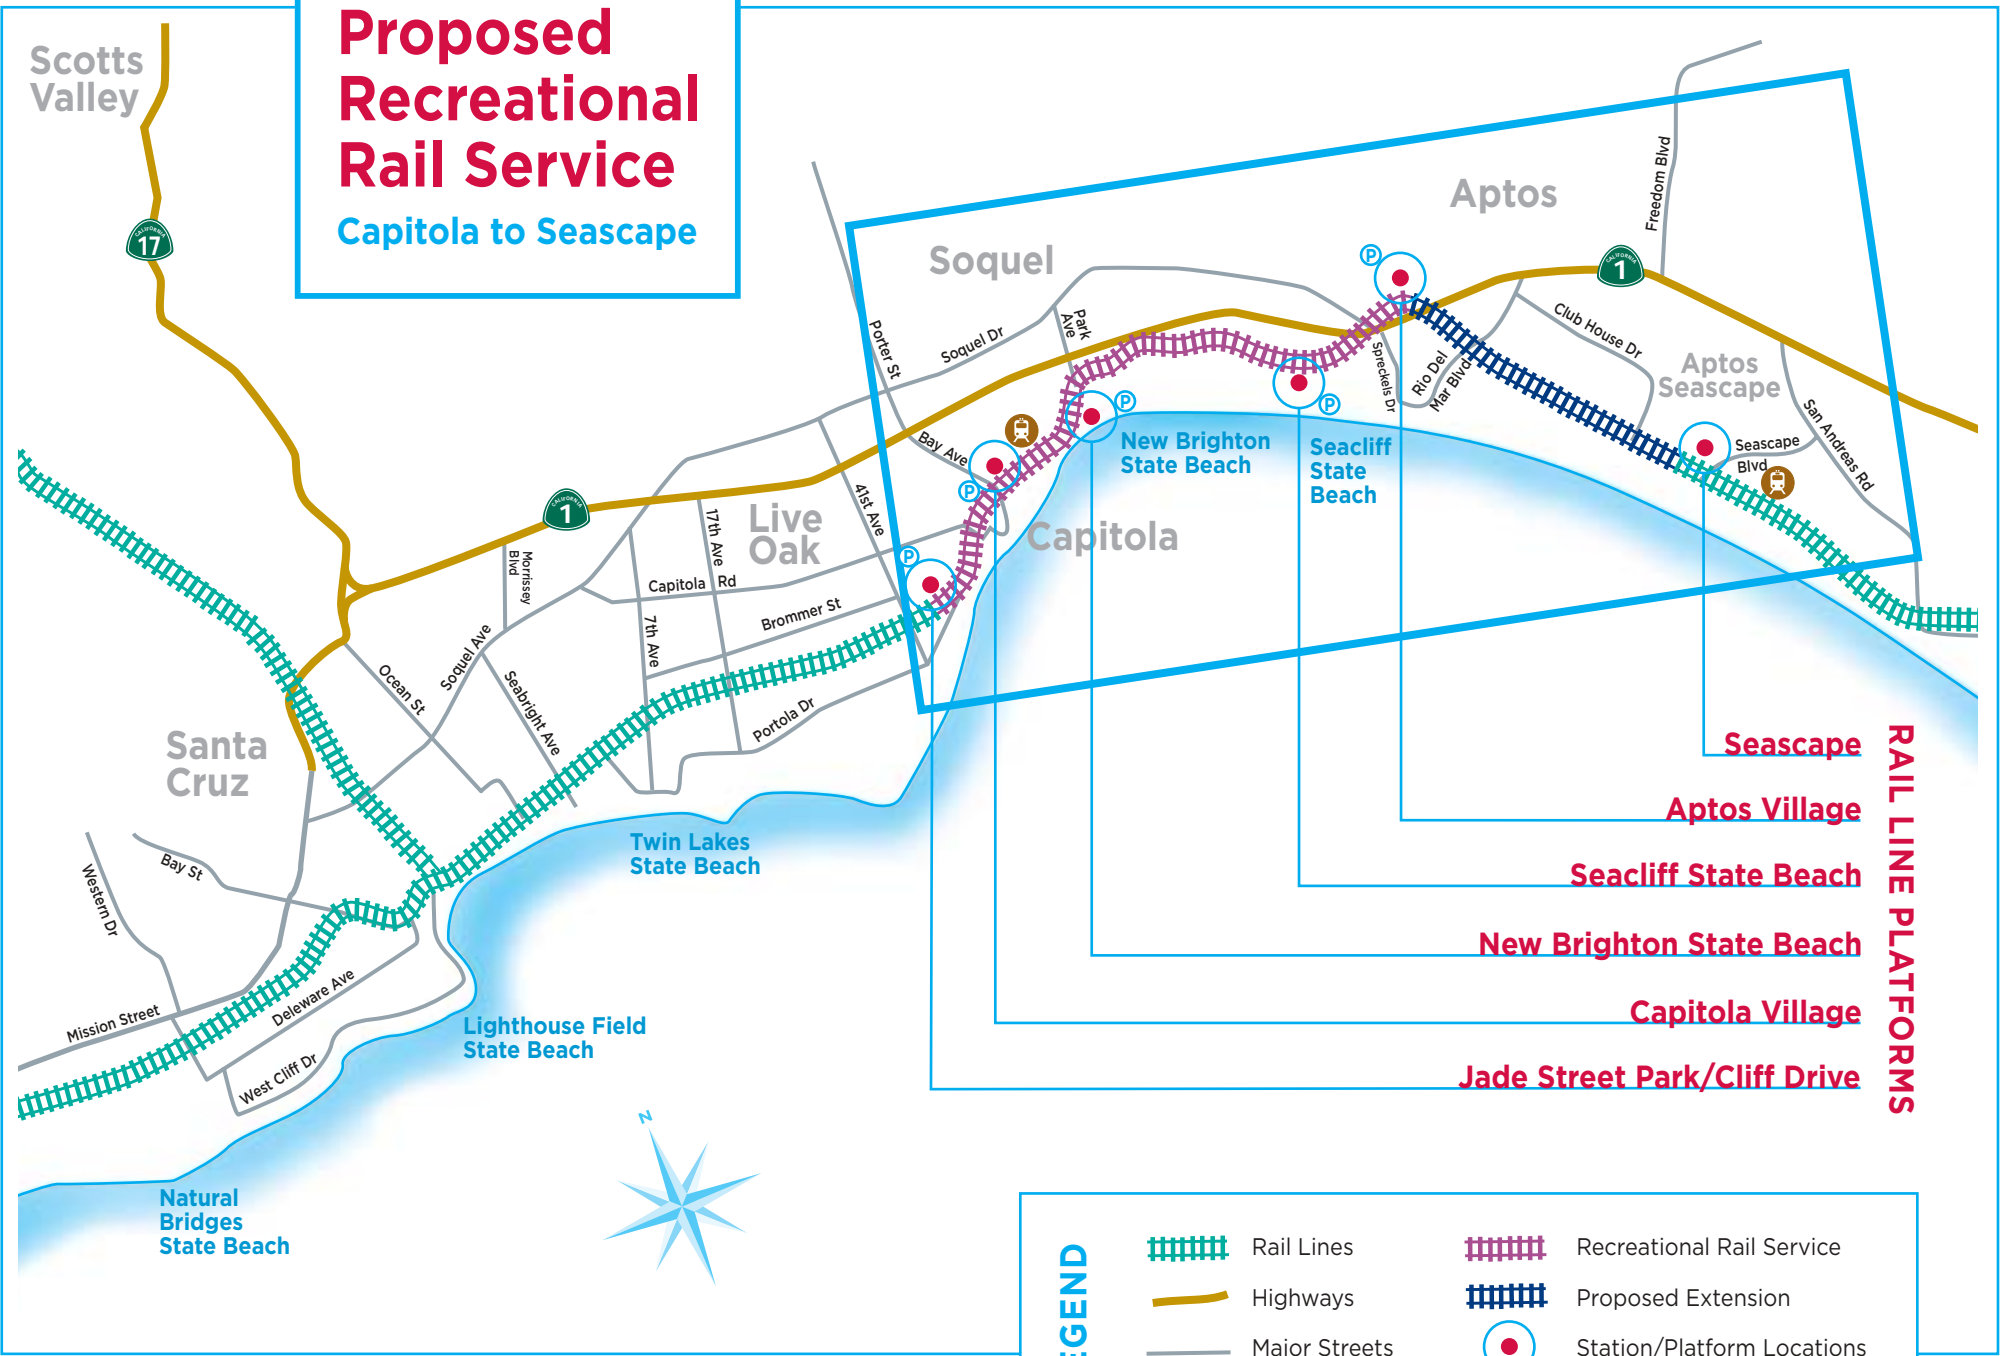 Proposed
Recreational
Rail Service
Capitola to Seascape
Scotts
Valley
CALIFORNIA
17
Soquel
Aptos
Freedom Blvd
CALIFORNIA
1
Porter St
Soquel Dr
Park
Ave
P
Club House Dr
Spreckels Dr
Rio Del
Mar Blvd
Aptos
Seascape
San Andreas Rd
Seascape
Blvd
P
P
New Brighton
State Beach
Seacliff
State
Beach
Bay Ave
P
Capitola
P
41st Ave
Live
Oak
17th Ave
CALIFORNIA
1
Morrissey
Blvd
Capitola Rd
Brommer St
7th Ave
Soquel Ave
Ocean St
Seabright Ave
Portola Dr
Santa
Cruz
Twin Lakes
State Beach
Bay St
Western Dr
Mission Street
Deleware Ave
West Cliff Dr
Lighthouse Field
State Beach
Natural
Bridges
State Beach
N
RAIL LINE PLATFORMS
Seascape
Aptos Village
Seacliff State Beach
New Brighton State Beach
Capitola Village
Jade Street Park/Cliff Drive
EGEND
Rail Lines
Recreational Rail Service
Highways
Proposed Extension
Major Streets
Station/Platform Locations